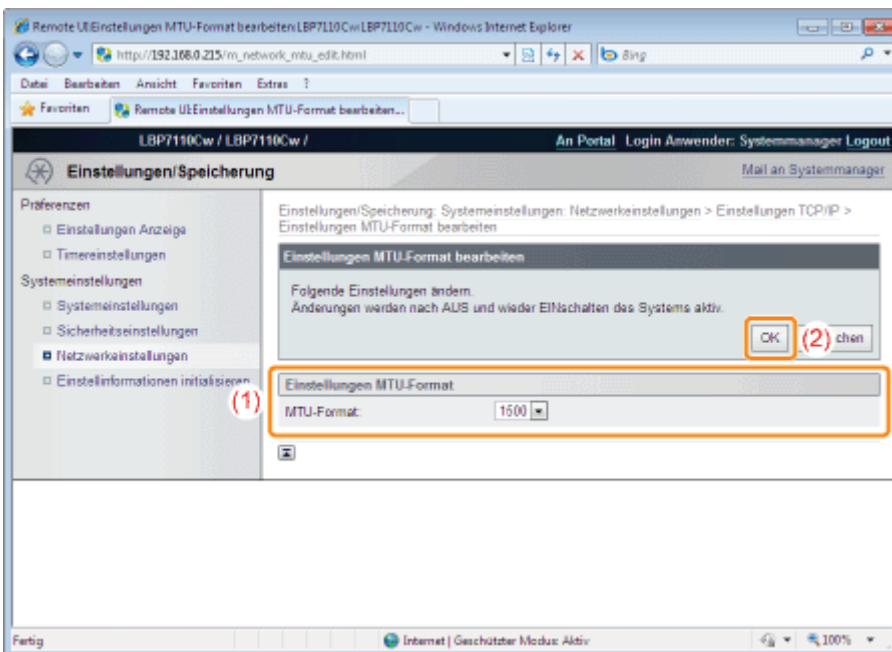 Remote UI:Einstellungen MTU-Format bearbeiten:LBP7110Cw:LBP7110Cw - Windows Internet Explorer
http://192.168.0.215/m_network_mtu_edit.html
Bing
Datei Bearbeiten Ansicht Favoriten Extras ?
Favoriten
Remote UI:Einstellungen MTU-Format bearbeiten...
LBP7110Cw / LBP7110Cw /
An Portal Login Anwender: Systemmanager Logout
Einstellungen/Speicherung
Mail an Systemmanager
Präferenzen
Einstellungen Anzeige
Timereinstellungen
Systemeinstellungen
Systemeinstellungen
Sicherheitseinstellungen
Netzwerkeinstellungen
Einstellinformationen initialisieren
Einstellungen/Speicherung: Systemeinstellungen: Netzwerkeinstellungen > Einstellungen TCP/IP >
Einstellungen MTU-Format bearbeiten
Einstellungen MTU-Format bearbeiten
Folgende Einstellungen ändern.
Änderungen werden nach AUS und wieder EINschalten des Systems aktiv.
OK
(2)
chen
(1)
Einstellungen MTU-Format
MTU-Format:
1500
Fertig
Internet | Geschützter Modus: Aktiv
100%